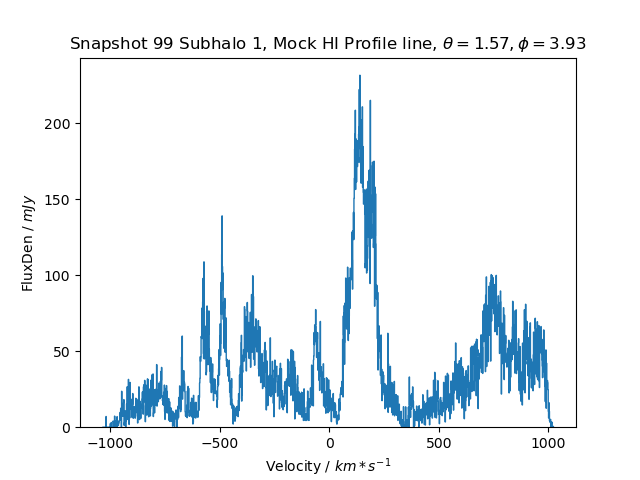 Snapshot 99 Subhalo 1, Mock HI Profile line, θ = 1.57, ϕ = 3.93
200
150
100
50
0
FluxDen / mJy
−1000 −500 0 500 1000
Velocity / km * s⁻¹